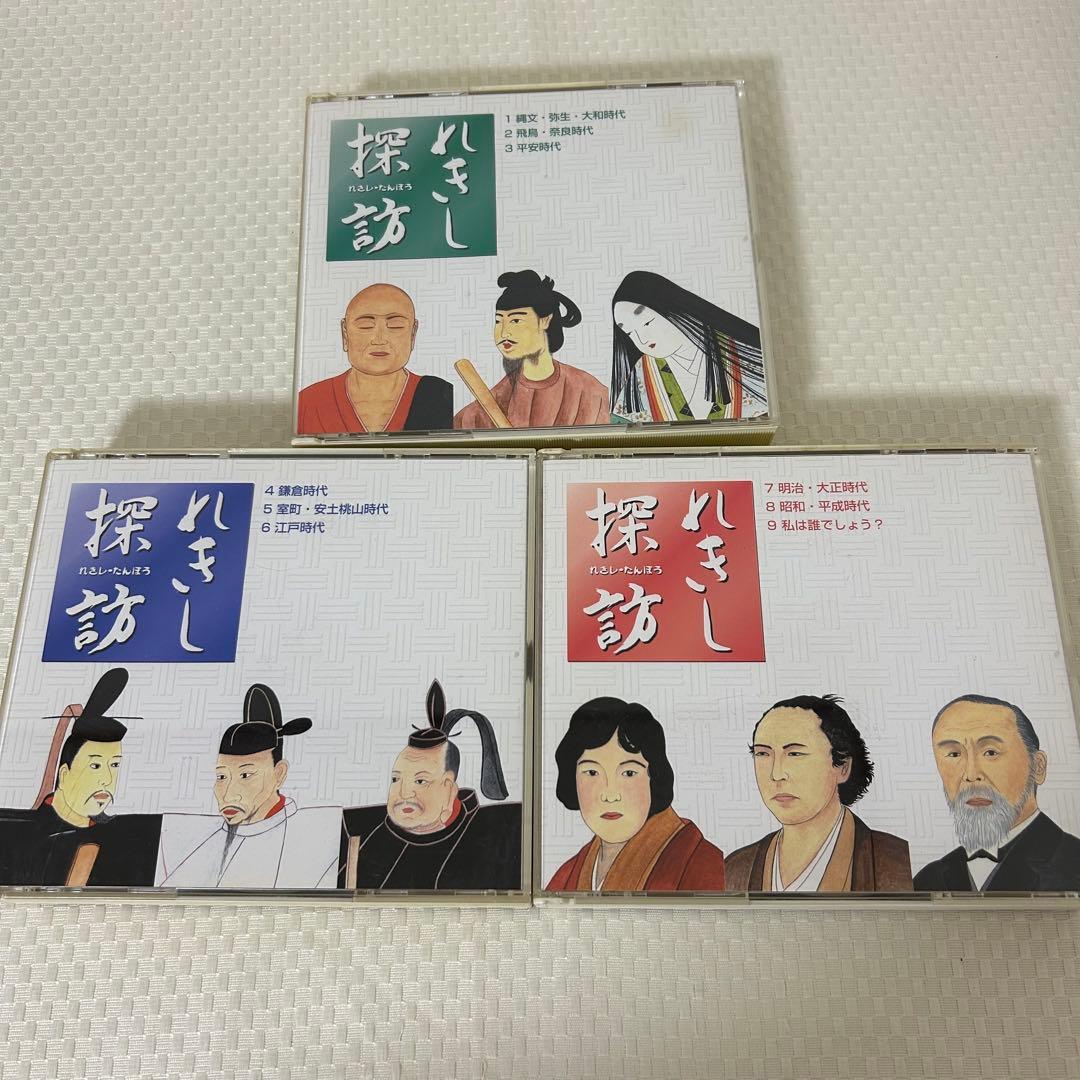 れきし
探訪
れきし-たんぼう
1 縄文・弥生・大和時代
2 飛鳥・奈良時代
3 平安時代
れきし
探訪
れきし-たんぼう
4 鎌倉時代
5 室町・安土桃山時代
6 江戸時代
れきし
探訪
れきし-たんぼう
7 明治・大正時代
8 昭和・平成時代
9 私は誰でしょう？